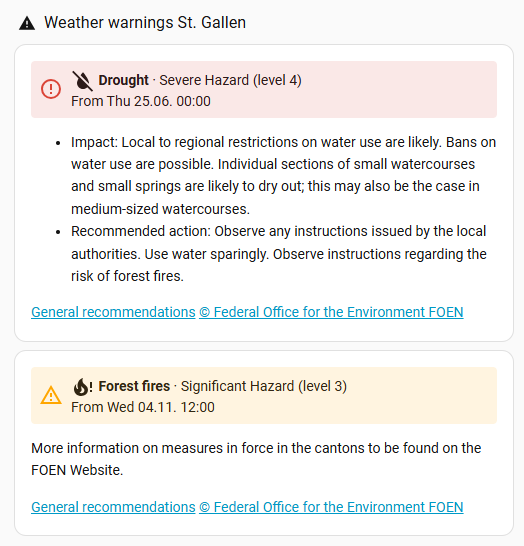 Weather warnings St. Gallen
Drought · Severe Hazard (level 4)
From Thu 25.06. 00:00
• Impact: Local to regional restrictions on water use are likely. Bans on
water use are possible. Individual sections of small watercourses
and small springs are likely to dry out; this may also be the case in
medium-sized watercourses.
• Recommended action: Observe any instructions issued by the local
authorities. Use water sparingly. Observe instructions regarding the
risk of forest fires.
General recommendations © Federal Office for the Environment FOEN
Forest fires · Significant Hazard (level 3)
From Wed 04.11. 12:00
More information on measures in force in the cantons to be found on the
FOEN Website.
General recommendations © Federal Office for the Environment FOEN